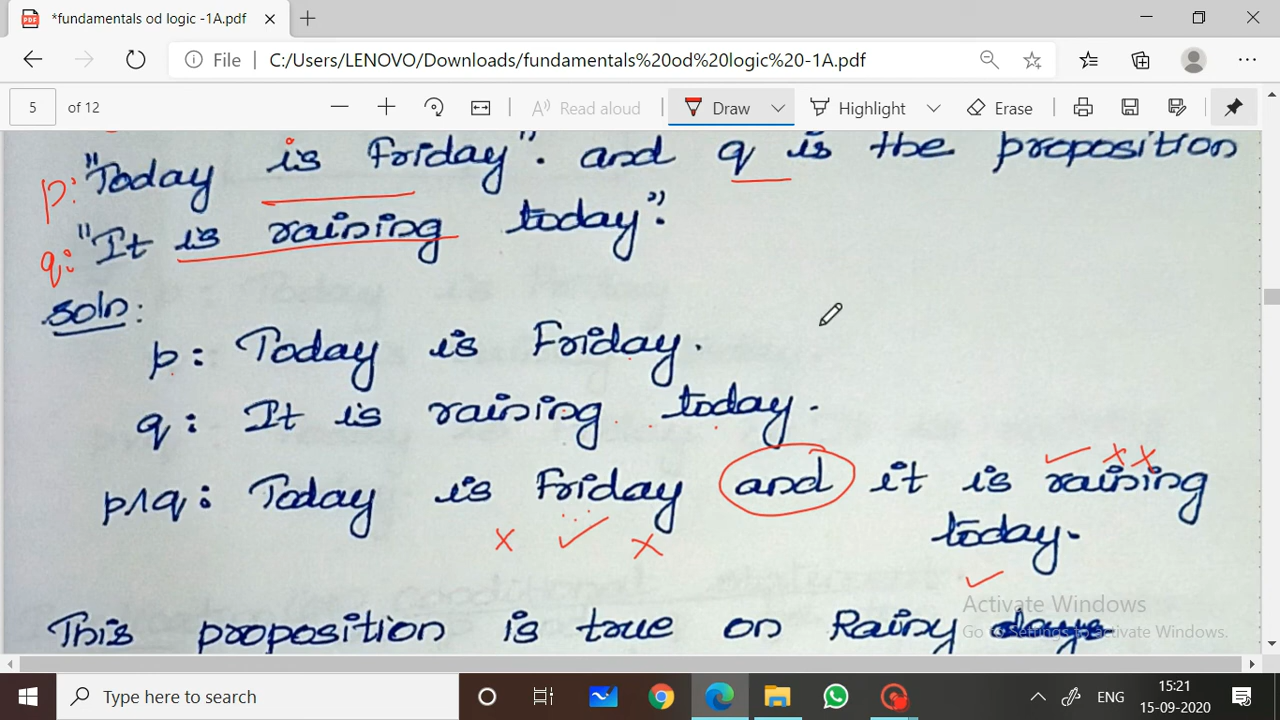 *fundamentals od logic -1A.pdf
File C:/Users/LENOVO/Downloads/fundamentals%20od%20logic%20-1A.pdf
5 of 12 Read aloud Draw Highlight Erase
p: "Today is Friday". and q is the proposition
q: "It is raining today".
Soln:
p: Today is Friday.
q: It is raining today.
p∧q: Today is Friday and it is raining
today.
Activate Windows
This proposition is true on Rainy days
Go to Settings to activate Windows.
Type here to search
ENG
15:21
15-09-2020